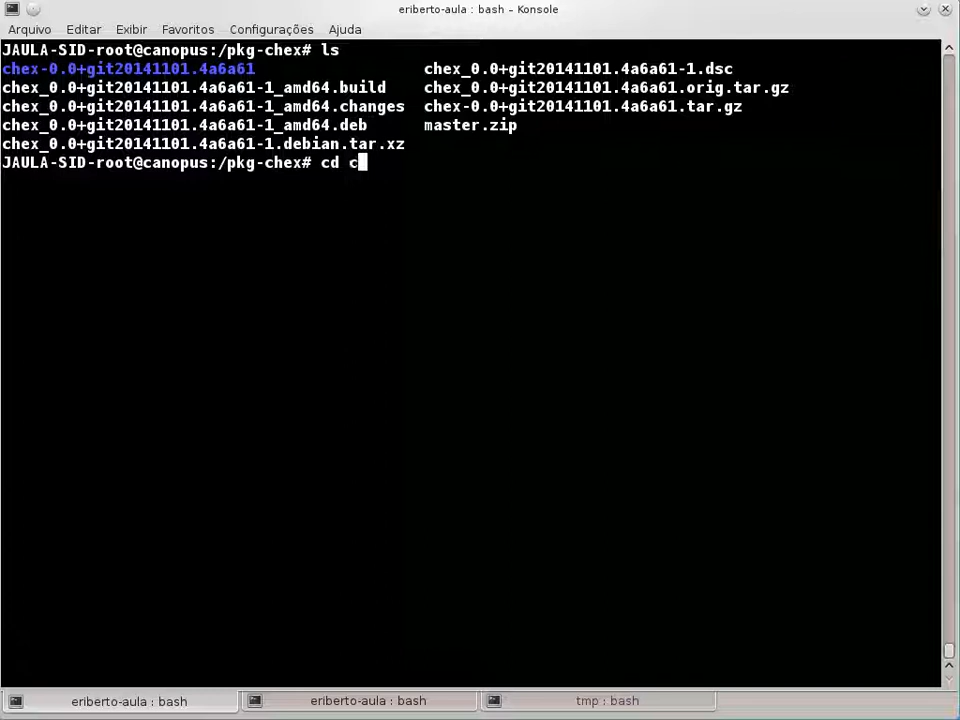 eriberto-aula : bash – Konsole
Arquivo Editar Exibir Favoritos Configurações Ajuda
JAULA-SID-root@canopus:/pkg-chex# ls
chex-0.0+git20141101.4a6a61 chex_0.0+git20141101.4a6a61-1.dsc
chex_0.0+git20141101.4a6a61-1_amd64.build chex_0.0+git20141101.4a6a61.orig.tar.gz
chex_0.0+git20141101.4a6a61-1_amd64.changes chex-0.0+git20141101.4a6a61.tar.gz
chex_0.0+git20141101.4a6a61-1_amd64.deb master.zip
chex_0.0+git20141101.4a6a61-1.debian.tar.xz
JAULA-SID-root@canopus:/pkg-chex# cd c
eriberto-aula : bash eriberto-aula : bash tmp : bash